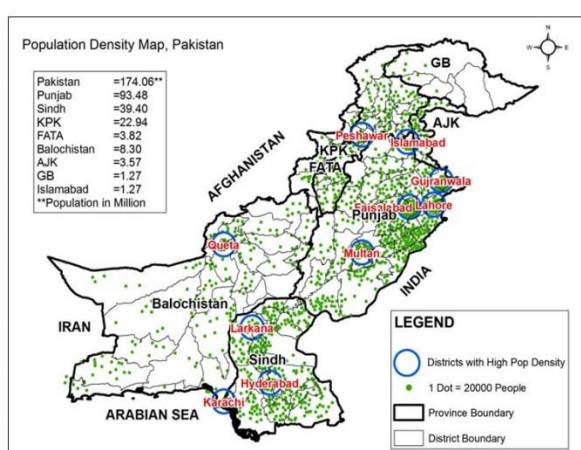 Population Density Map, Pakistan
Pakistan =174.06**
Punjab =93.48
Sindh =39.40
KPK =22.94
FATA =3.82
Balochistan =8.30
AJK =3.57
GB =1.27
Islamabad =1.27
**Population in Million
N
W E
S
GB
AJK
Peshawar
Islamabad
KPK
FATA
AFGHANISTAN
Gujranwala
Faisalabad
Lahore
Punjab
Queta
Multan
INDIA
Balochistan
IRAN
Larkana
Sindh
Hyderabad
Karachi
ARABIAN SEA
LEGEND
Districts with High Pop Density
1 Dot = 20000 People
Province Boundary
District Boundary